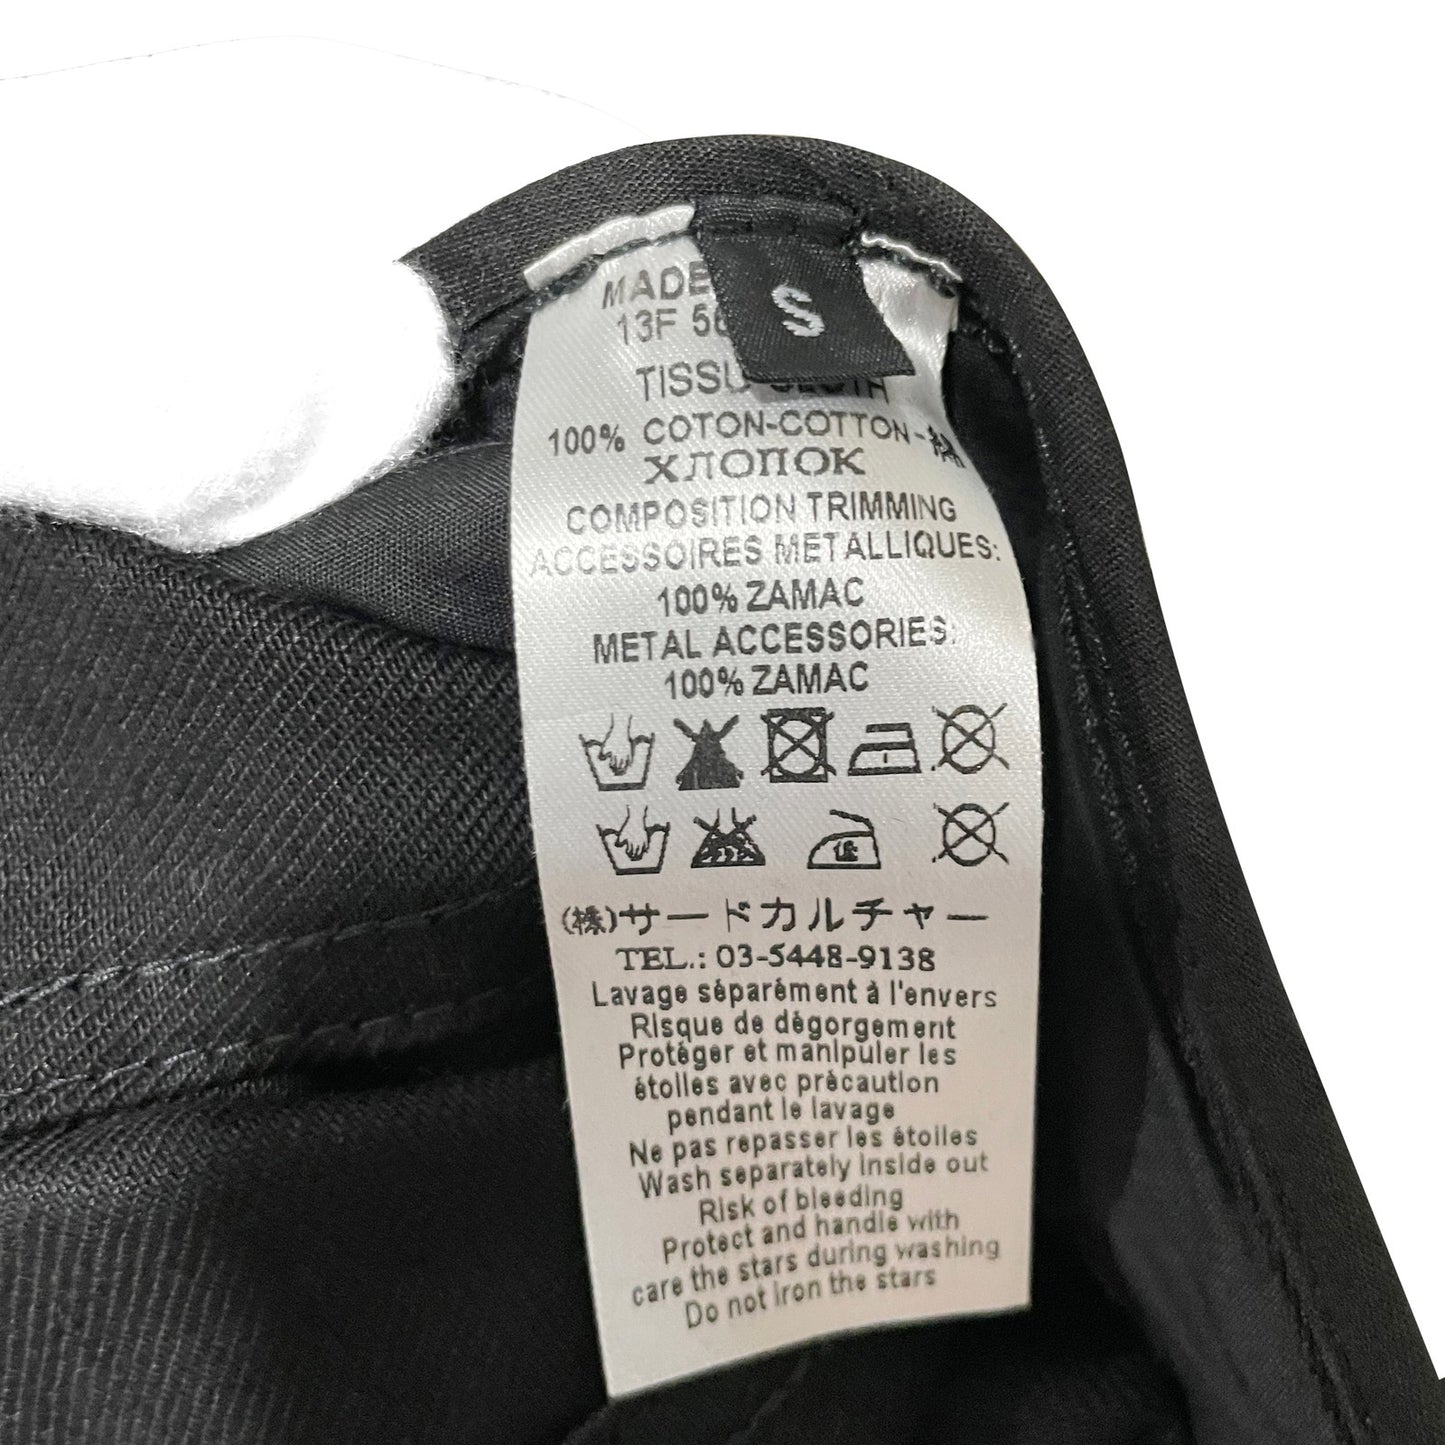 S
MADE
13F 56
TISSU
100% COTON-COTTON-綿
ХЛОПОК
COMPOSITION TRIMMING
ACCESSOIRES METALLIQUES:
100% ZAMAC
METAL ACCESSORIES:
100% ZAMAC
(株)サードカルチャー
TEL.: 03-5448-9138
Lavage séparément à l'envers
Risque de dégorgement
Protéger et manipuler les
étoiles avec précaution
pendant le lavage
Ne pas repasser les étoiles
Wash separately inside out
Risk of bleeding
Protect and handle with
care the stars during washing
Do not iron the stars